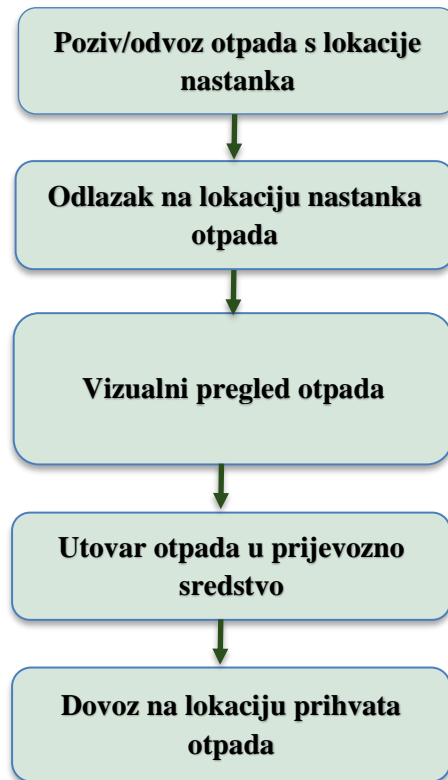 Poziv/odvoz otpada s lokacije
nastanka
Odlazak na lokaciju nastanka
otpada
Vizualni pregled otpada
Utovar otpada u prijevozno
sredstvo
Dovoz na lokaciju prihvata
otpada